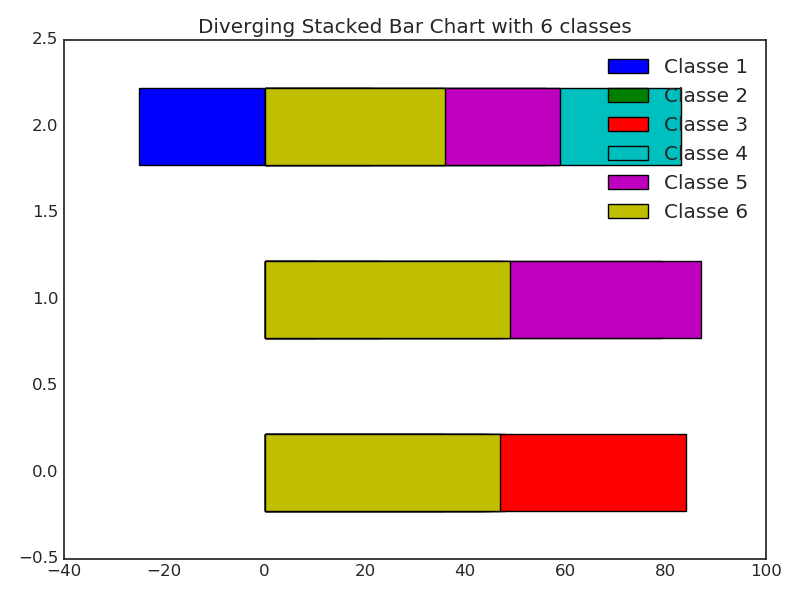 Diverging Stacked Bar Chart with 6 classes
2.5
2.0
1.5
1.0
0.5
0.0
−0.5
−40 −20 0 20 40 60 80 100
Classe 1
Classe 2
Classe 3
Classe 4
Classe 5
Classe 6